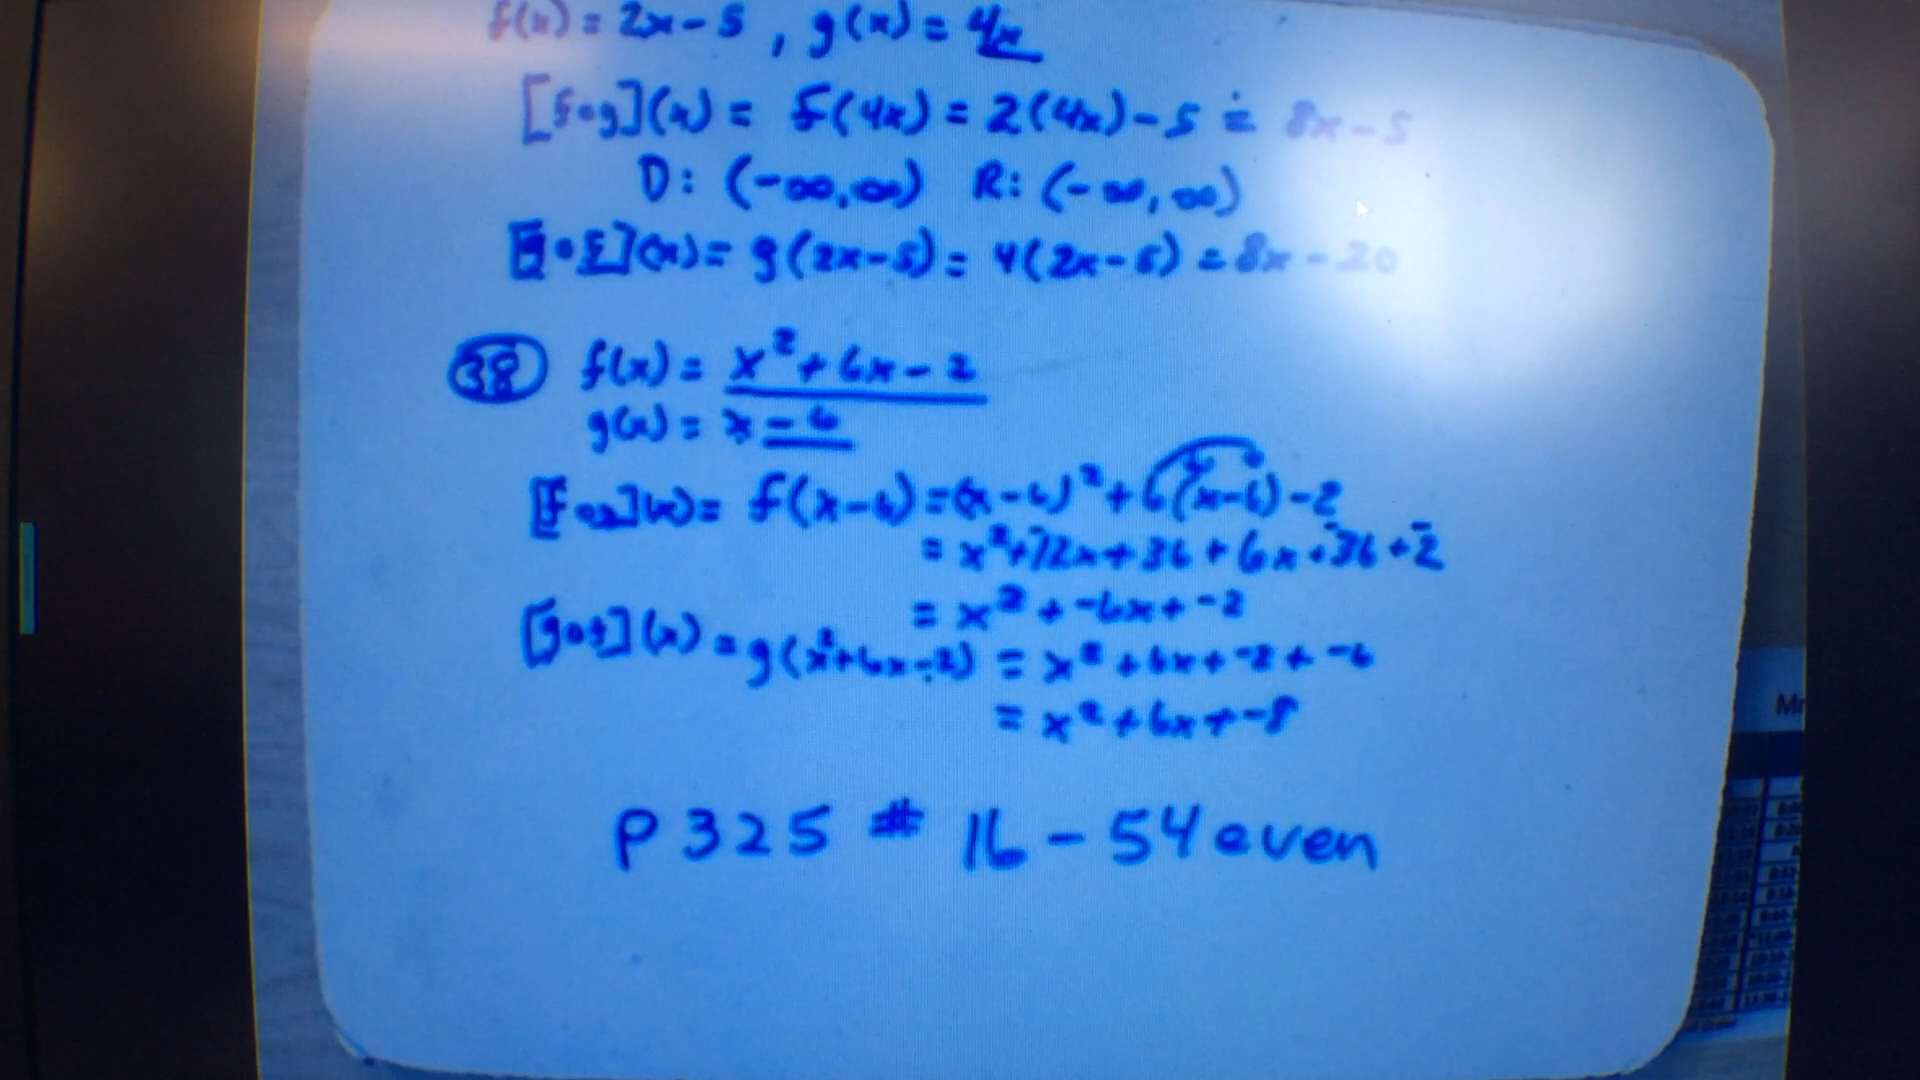 f(x) = 2x - 5 , g(x) = 4x
[f∘g](x) = f(4x) = 2(4x) - 5 = 8x - 5
D: (-∞,∞) R: (-∞,∞)
[g∘f](x) = g(2x-5) = 4(2x-5) = 8x - 20
38 f(x) = x² + 6x - 2
g(x) = x - 6
[f∘g](x) = f(x-6) = (x-6)² + 6(x-6) - 2
= x² + -12x + 36 + 6x + -36 + -2
= x² + -6x + -2
[g∘f](x) = g(x²+6x-2) = x² + 6x + -2 + -6
= x² + 6x + -8
P 325 # 16 - 54 even